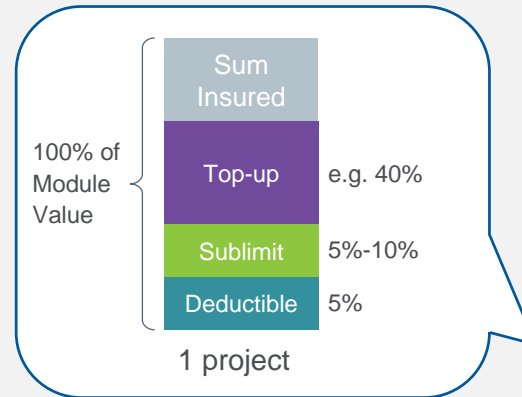 Sum
Insured
100% of
Module
Value
Top-up
e.g. 40%
Sublimit
5%-10%
Deductible
5%
1 project